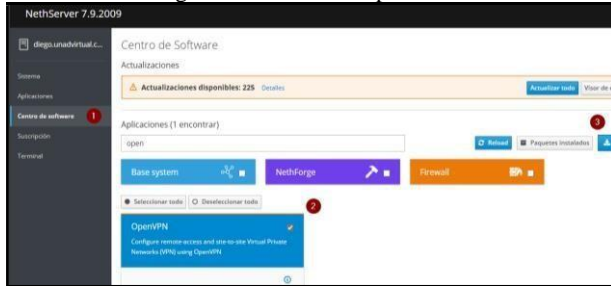 NethServer 7.9.2009
diego.unadvirtual.c...
Sistema
Aplicaciones
Centro de software 1
Suscripción
Terminal
Centro de Software
Actualizaciones
Actualizaciones disponibles: 225 Detalles
Actualizar todo Visor de
Aplicaciones (1 encontrar)
3
open
Reload Paquetes instalados
Base system NethForge Firewall
Seleccionar todo Deseleccionar todo
2
OpenVPN
Configure remote-access and site-to-site Virtual Private
Networks (VPN) using OpenVPN